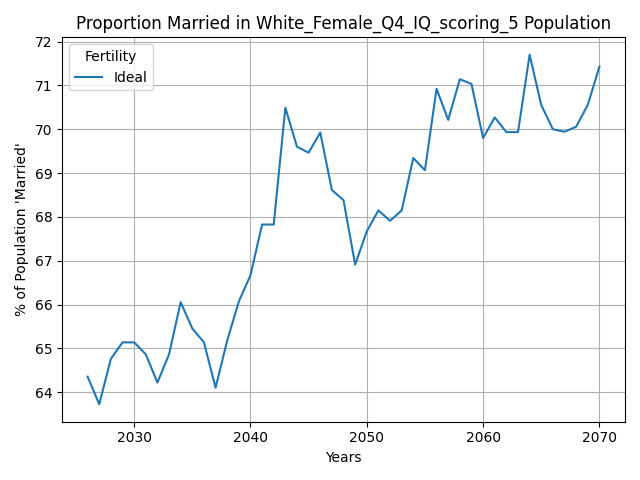 Proportion Married in White_Female_Q4_IQ_scoring_5 Population
Fertility
Ideal
% of Population 'Married'
72
71
70
69
68
67
66
65
64
2030 2040 2050 2060 2070
Years